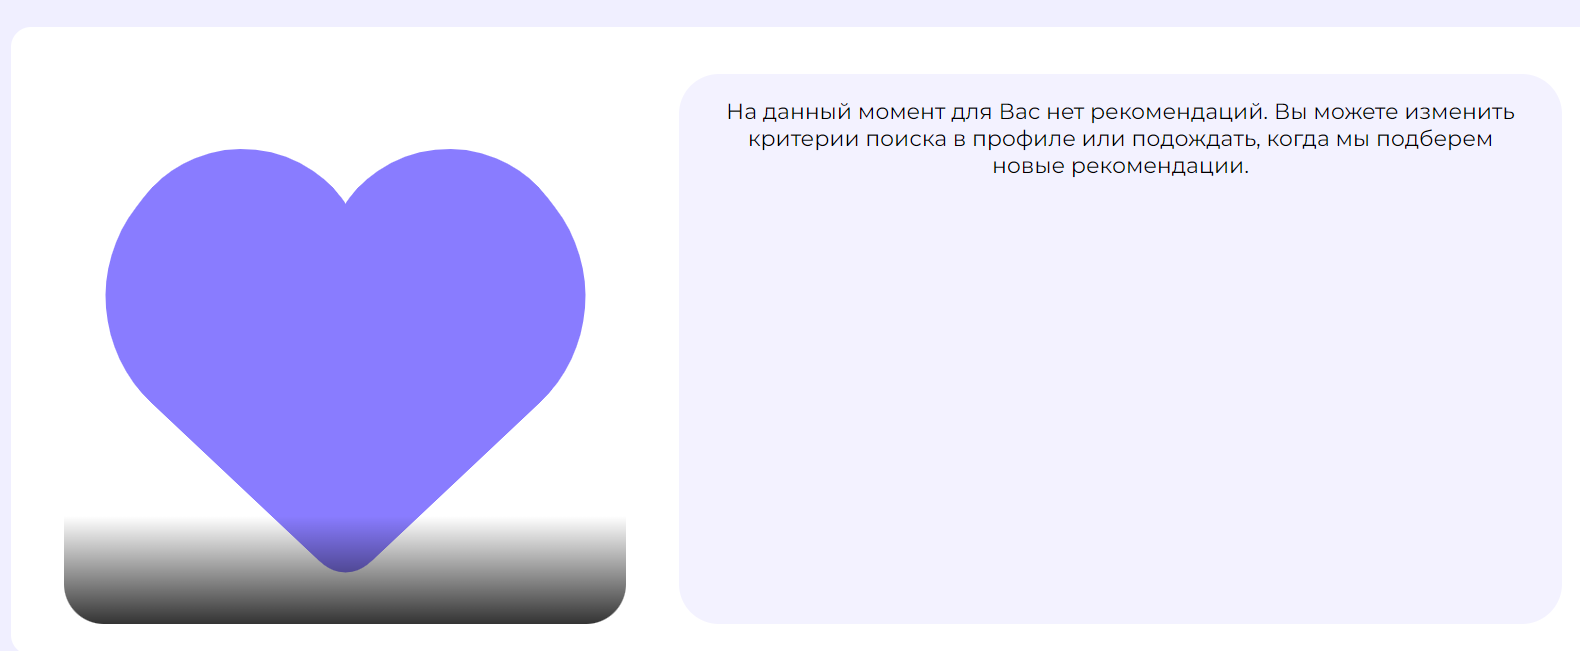 На данный момент для Вас нет рекомендаций. Вы можете изменить
критерии поиска в профиле или подождать, когда мы подберем
новые рекомендации.